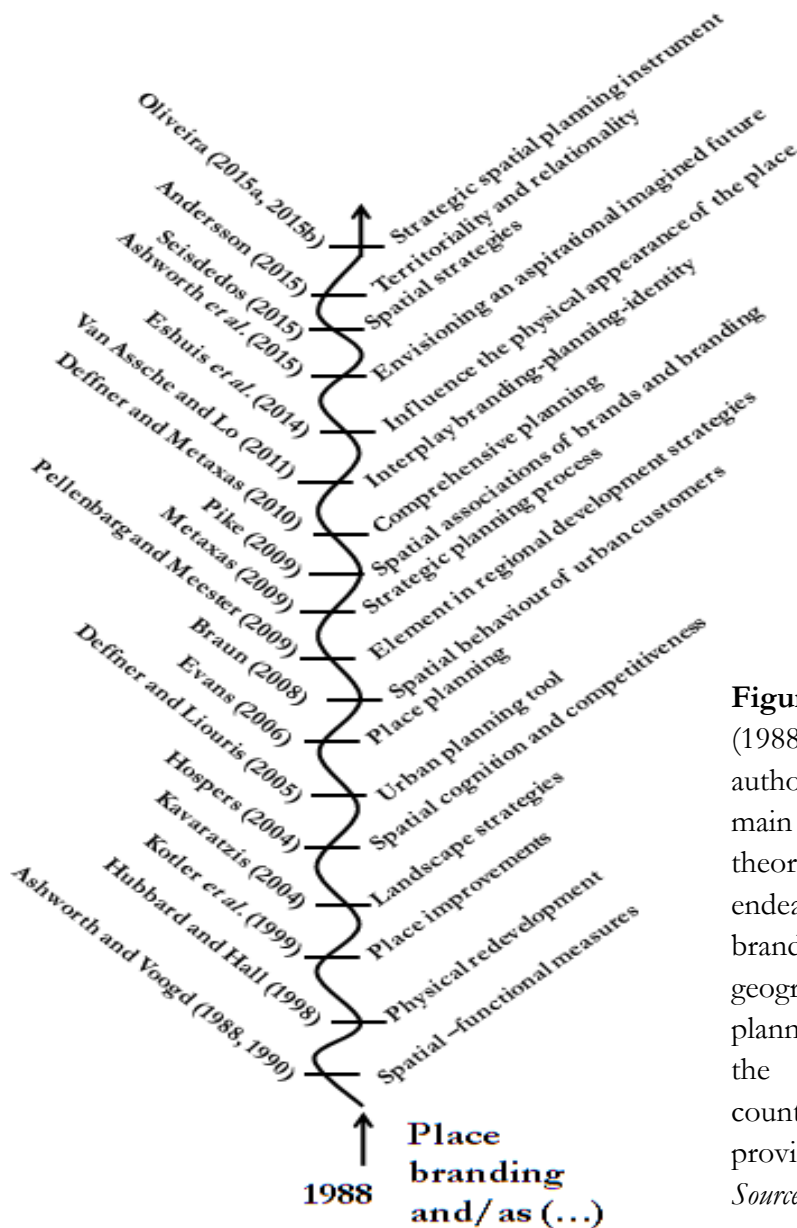 Oliveira (2015a, 2015b)
Strategic spatial planning instrument
Andersson (2015)
Territoriality and relationality
Seisdedos (2015)
Spatial strategies
Ashworth et al. (2015)
Envisioning an aspirational imagined future
Eshuis et al. (2014)
Influence the physical appearance of the place
Van Assche and Lo (2011)
Interplay branding-planning-identity
Deffner and Metaxas (2010)
Comprehensive planning
Pike (2009)
Spatial associations of brands and branding
Metaxas (2009)
Strategic planning process
Pellenbarg and Meester (2009)
Element in regional development strategies
Braun (2008)
Spatial behaviour of urban customers
Evans (2006)
Place planning
Deffner and Liouris (2005)
Urban planning tool
Hospers (2004)
Spatial cognition and competitiveness
Kavaratzis (2004)
Landscape strategies
Kotler et al. (1999)
Place improvements
Hubbard and Hall (1998)
Physical redevelopment
Ashworth and Voogd (1988, 1990)
Spatial –functional measures
1988
Place
branding
and/ as (...)
Figur
(1988
autho
main
theor
endea
brand
geogr
plann
the
count
provi
Source